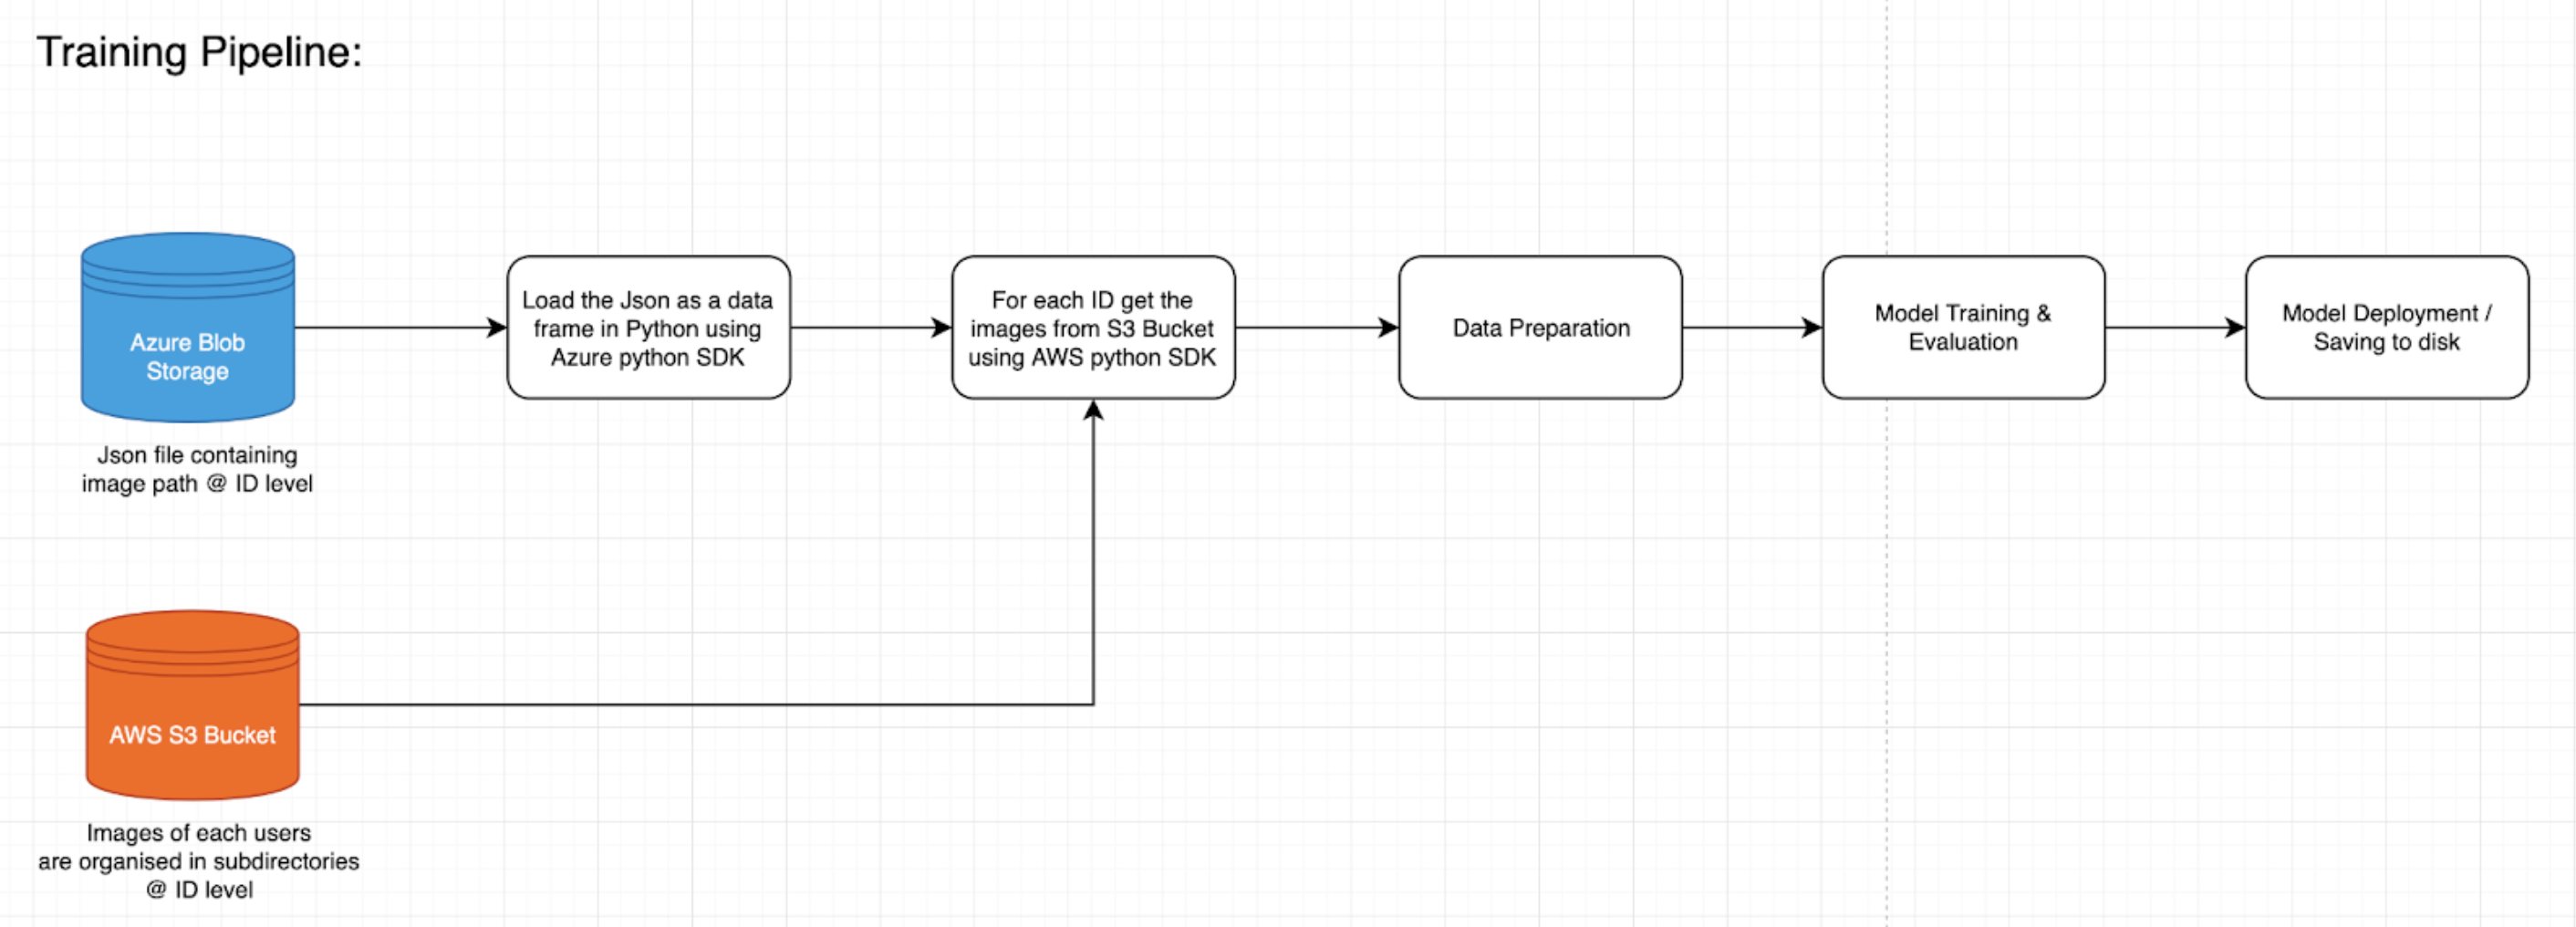 Training Pipeline:
Azure Blob
Storage
Json file containing
image path @ ID level
Load the Json as a data
frame in Python using
Azure python SDK
For each ID get the
images from S3 Bucket
using AWS python SDK
Data Preparation
Model Training &
Evaluation
Model Deployment /
Saving to disk
AWS S3 Bucket
Images of each users
are organised in subdirectories
@ ID level